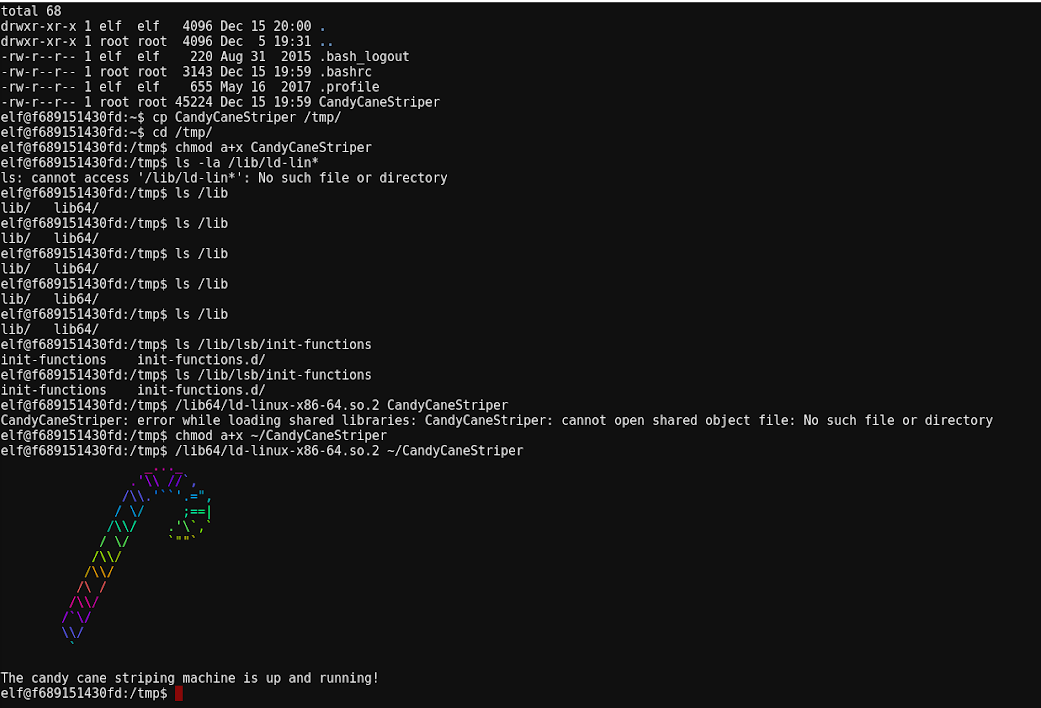 total 68
drwxr-xr-x 1 elf  elf   4096 Dec 15 20:00 .
drwxr-xr-x 1 root root  4096 Dec  5 19:31 ..
-rw-r--r-- 1 elf  elf    220 Aug 31  2015 .bash_logout
-rw-r--r-- 1 root root  3143 Dec 15 19:59 .bashrc
-rw-r--r-- 1 elf  elf    655 May 16  2017 .profile
-rw-r--r-- 1 root root 45224 Dec 15 19:59 CandyCaneStriper
elf@f689151430fd:~$ cp CandyCaneStriper /tmp/
elf@f689151430fd:~$ cd /tmp/
elf@f689151430fd:/tmp$ chmod a+x CandyCaneStriper
elf@f689151430fd:/tmp$ ls -la /lib/ld-lin*
ls: cannot access '/lib/ld-lin*': No such file or directory
elf@f689151430fd:/tmp$ ls /lib
lib/   lib64/
elf@f689151430fd:/tmp$ ls /lib
lib/   lib64/
elf@f689151430fd:/tmp$ ls /lib
lib/   lib64/
elf@f689151430fd:/tmp$ ls /lib
lib/   lib64/
elf@f689151430fd:/tmp$ ls /lib
lib/   lib64/
elf@f689151430fd:/tmp$ ls /lib/lsb/init-functions
init-functions    init-functions.d/
elf@f689151430fd:/tmp$ ls /lib/lsb/init-functions
init-functions    init-functions.d/
elf@f689151430fd:/tmp$ /lib64/ld-linux-x86-64.so.2 CandyCaneStriper
CandyCaneStriper: error while loading shared libraries: CandyCaneStriper: cannot open shared object file: No such file or directory
elf@f689151430fd:/tmp$ chmod a+x ~/CandyCaneStriper
elf@f689151430fd:/tmp$ /lib64/ld-linux-x86-64.so.2 ~/CandyCaneStriper
The candy cane striping machine is up and running!
elf@f689151430fd:/tmp$